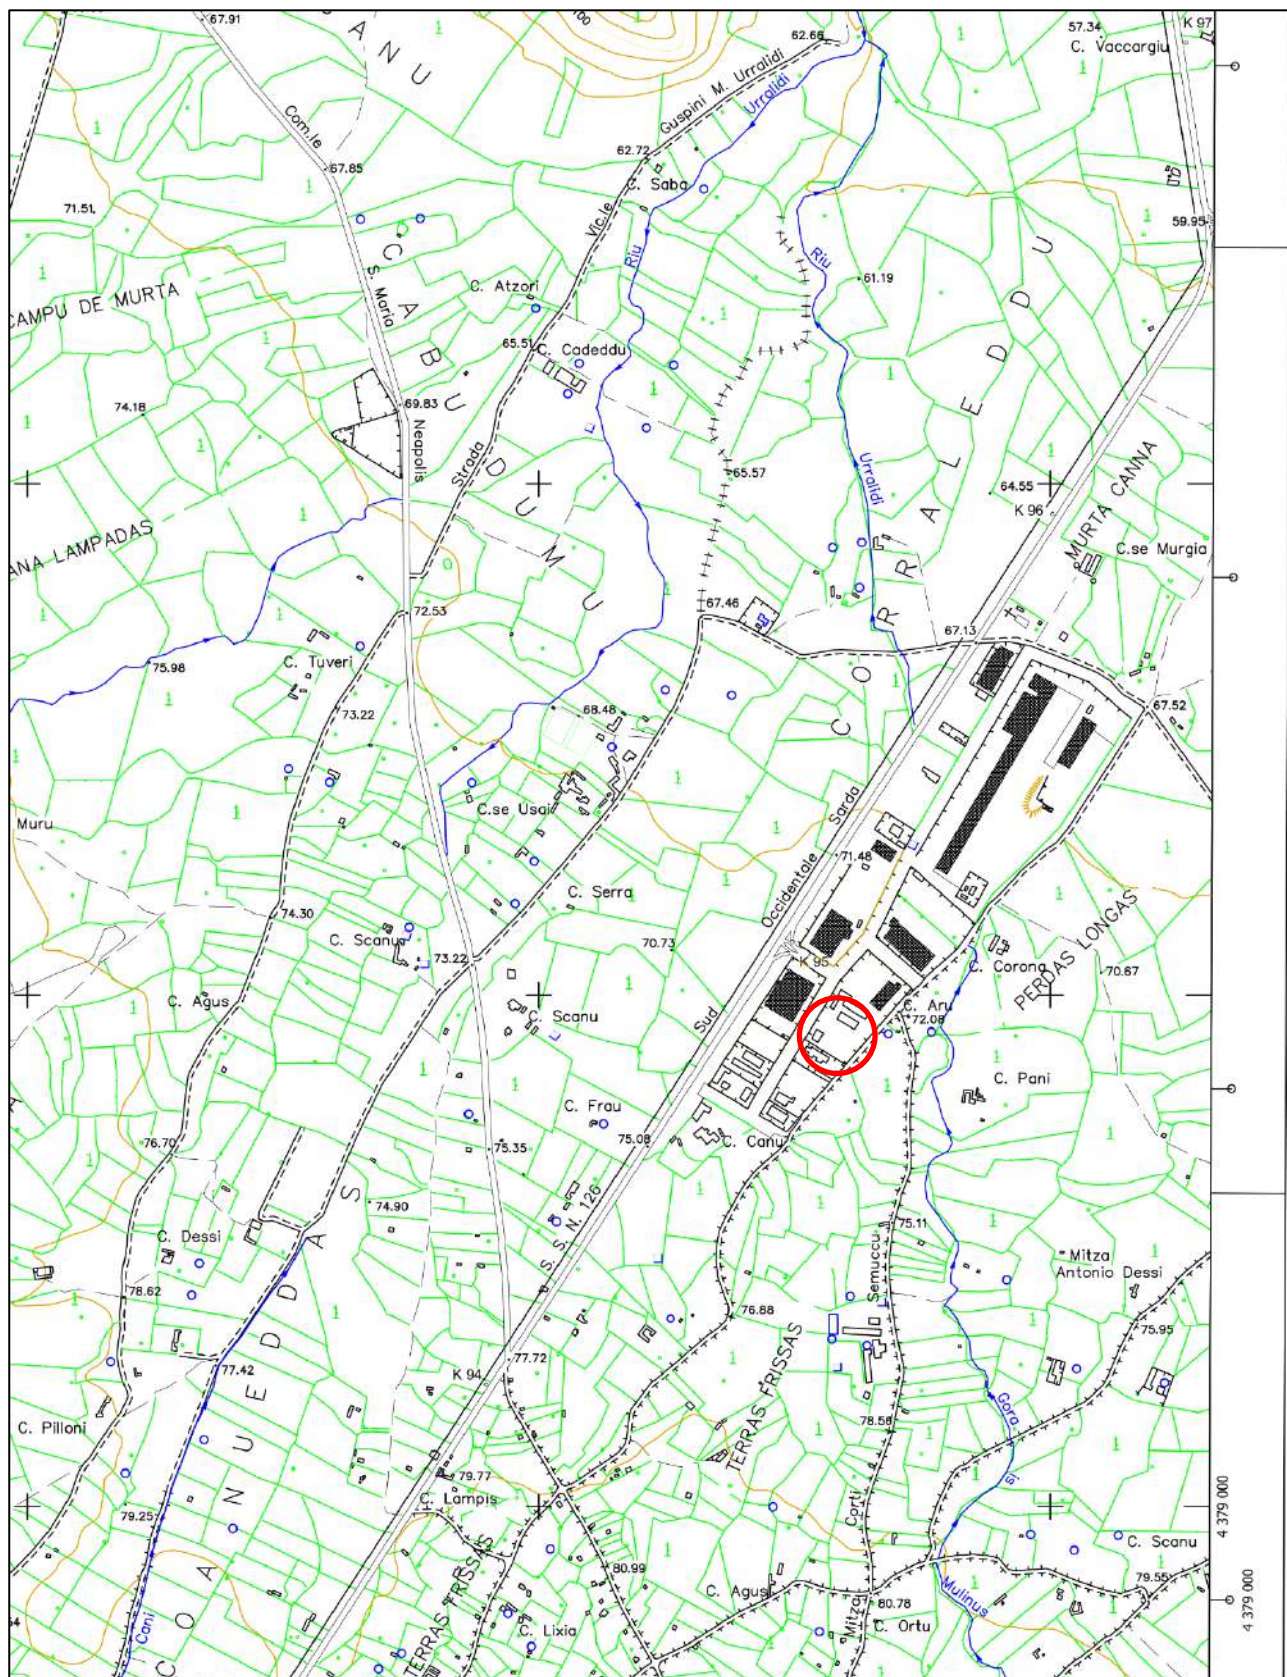 67.91
C A N U
100
62.66
57.34
K 97
C. Vaccargiu
Guspini M. Urralidi
Urralidi
Com.le
62.72
67.85
C. Saba
71.51
Vic.le
59.95
S. Maria
Riu
Riu
61.19
CAMPU DE MURTA
C. Atzori
C A B U D U M U
65.51
C. Cadeddu
74.18
69.83
Neapolis
Strada
65.57
Urralidi
64.55
K 96
MURTA CANNA
C.se Murgia
ANA LAMPADAS
C O R R A L E D U
72.53
67.46
67.13
75.98
C. Tuveri
73.22
68.48
67.52
C.se Usai
Muru
Sarda
71.48
Occidentale
C. Serra
74.30
C. Scanu
70.73
73.22
K 95
C. Corona
PERDAS LONGAS
70.67
C. Agus
C. Scanu
Sud
C. Aru
72.08
C. Pani
C. Frau
75.08
C. Canu
76.70
75.35
S. S. N. 126
74.90
C. Dessi
75.11
Semuccu
Mitza
Antonio Dessi
78.62
76.88
75.95
77.42
K 94
77.72
TERRAS FRISSAS
C. Pilloni
78.56
Gora
si
C O A N U E D D A S
79.77
C. Lampis
79.25
Corti
4 379 000
C. Scanu
TERRAS FRISSAS
80.99
C. Agus
79.55
4 379 000
Cani
Mitza
80.78
Mulinus
C. Ortu
C. Lixia